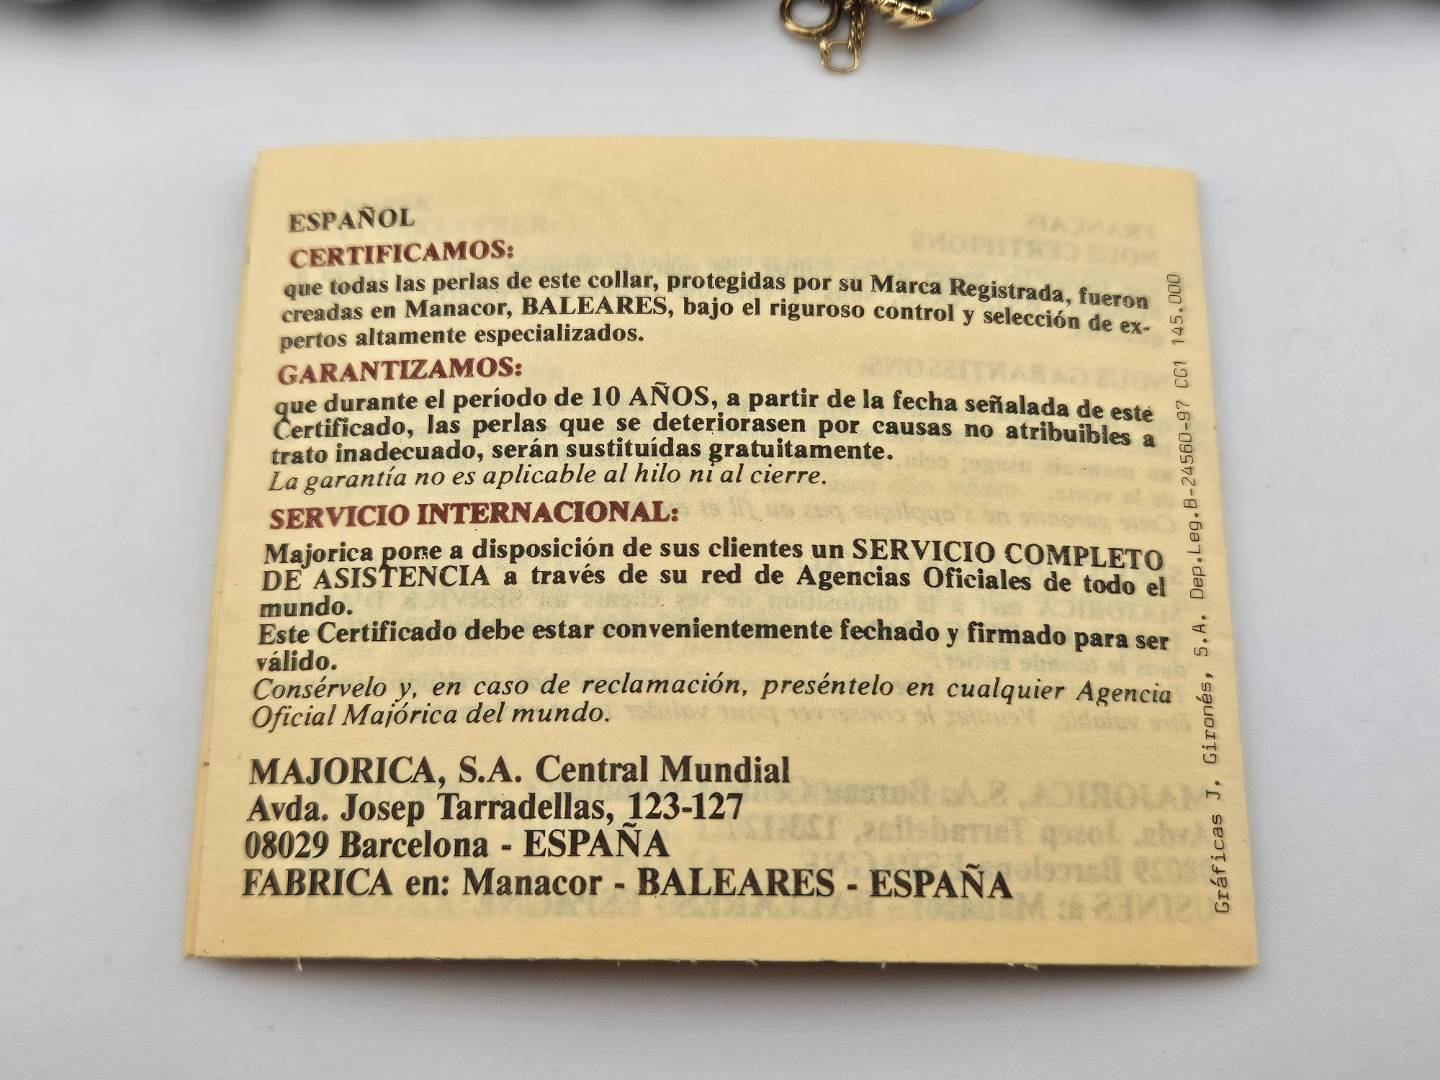 ESPAÑOL
CERTIFICAMOS:
que todas las perlas de este collar, protegidas por su Marca Registrada, fueron
creadas en Manacor, BALEARES, bajo el riguroso control y selección de ex-
pertos altamente especializados.
GARANTIZAMOS:
que durante el período de 10 AÑOS, a partir de la fecha señalada de este
Certificado, las perlas que se deteriorasen por causas no atribuibles a
trato inadecuado, serán sustituídas gratuitamente.
La garantía no es aplicable al hilo ni al cierre.
SERVICIO INTERNACIONAL:
Majorica pone a disposición de sus clientes un SERVICIO COMPLETO
DE ASISTENCIA a través de su red de Agencias Oficiales de todo el
mundo.
Este Certificado debe estar convenientemente fechado y firmado para ser
válido.
Consérvelo y, en caso de reclamación, preséntelo en cualquier Agencia
Oficial Majórica del mundo.
MAJORICA, S.A. Central Mundial
Avda. Josep Tarradellas, 123-127
08029 Barcelona - ESPAÑA
FABRICA en: Manacor - BALEARES - ESPAÑA
Gráficas J. Gironés, S.A. Dep.Leg.B-24560-97 CG1 145.000